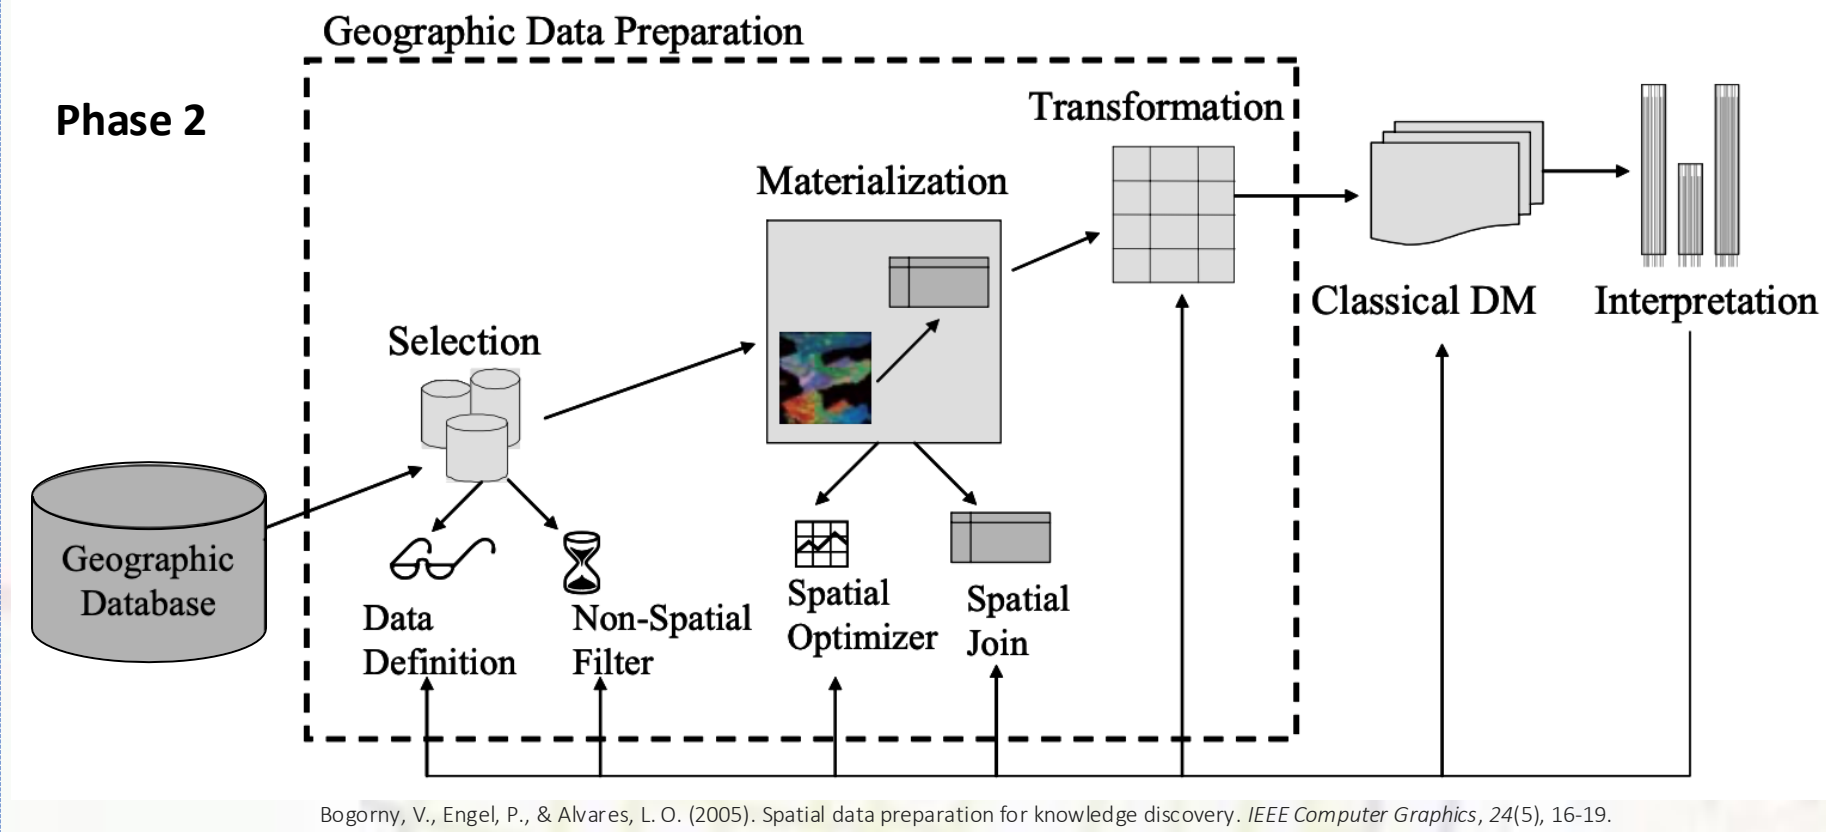 Geographic Data Preparation
Phase 2
Transformation
Materialization
Selection
Classical DM
Interpretation
Geographic
Database
Data
Definition
Non-Spatial
Filter
Spatial
Optimizer
Spatial
Join
Bogorny, V., Engel, P., & Alvares, L. O. (2005). Spatial data preparation for knowledge discovery. IEEE Computer Graphics, 24(5), 16-19.